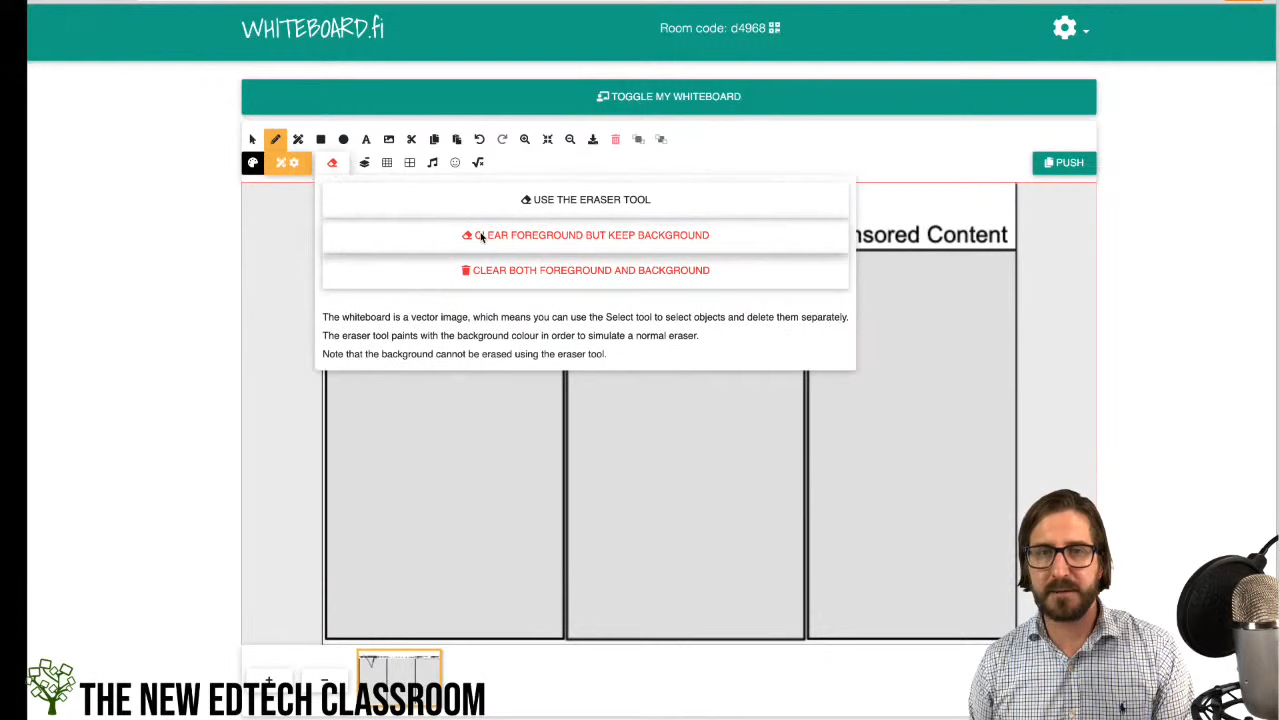 WHITEBOARD.fi
Room code: d4968
TOGGLE MY WHITEBOARD
A
PUSH
USE THE ERASER TOOL
CLEAR FOREGROUND BUT KEEP BACKGROUND
nsored Content
CLEAR BOTH FOREGROUND AND BACKGROUND
The whiteboard is a vector image, which means you can use the Select tool to select objects and delete them separately.
The eraser tool paints with the background colour in order to simulate a normal eraser.
Note that the background cannot be erased using the eraser tool.
THE NEW EDTECH CLASSROOM